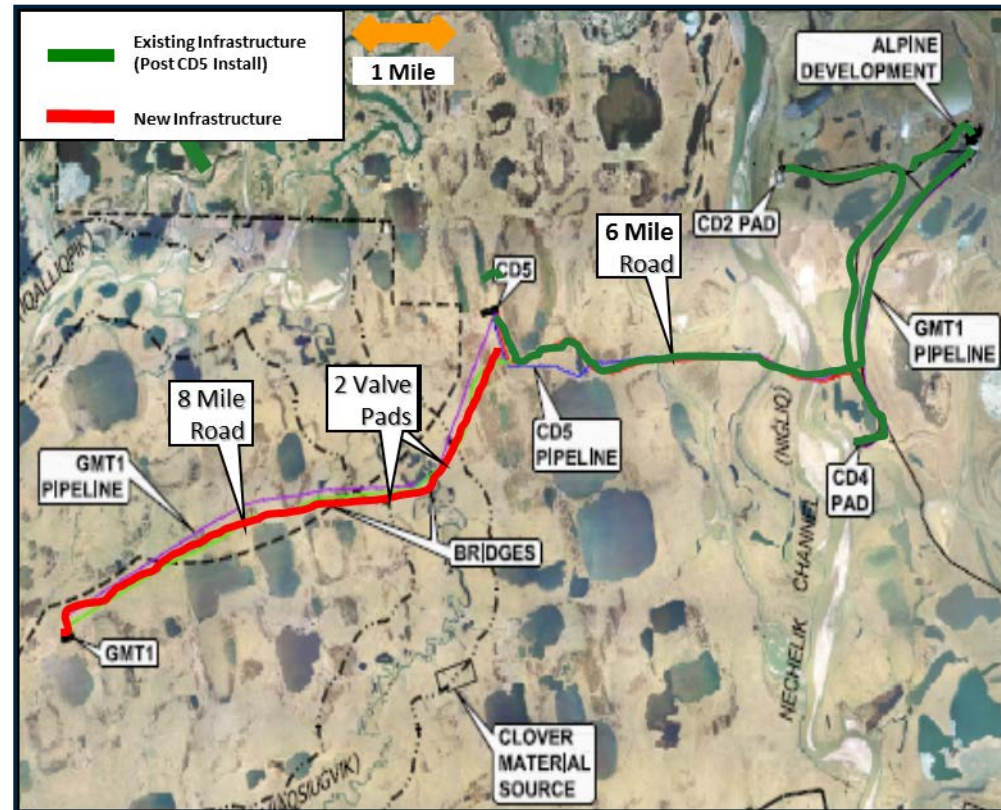 Existing Infrastructure
(Post CD5 Install)
New Infrastructure
1 Mile
ALPINE
DEVELOPMENT
CD2 PAD
6 Mile
Road
CD5
GMT1
PIPELINE
2 Valve
Pads
8 Mile
Road
CD5
PIPELINE
(NIGLIQ)
CD4
PAD
GMT1
PIPELINE
BRIDGES
NECHELIK CHANNEL
GMT1
CLOVER
MATERIAL
SOURCE